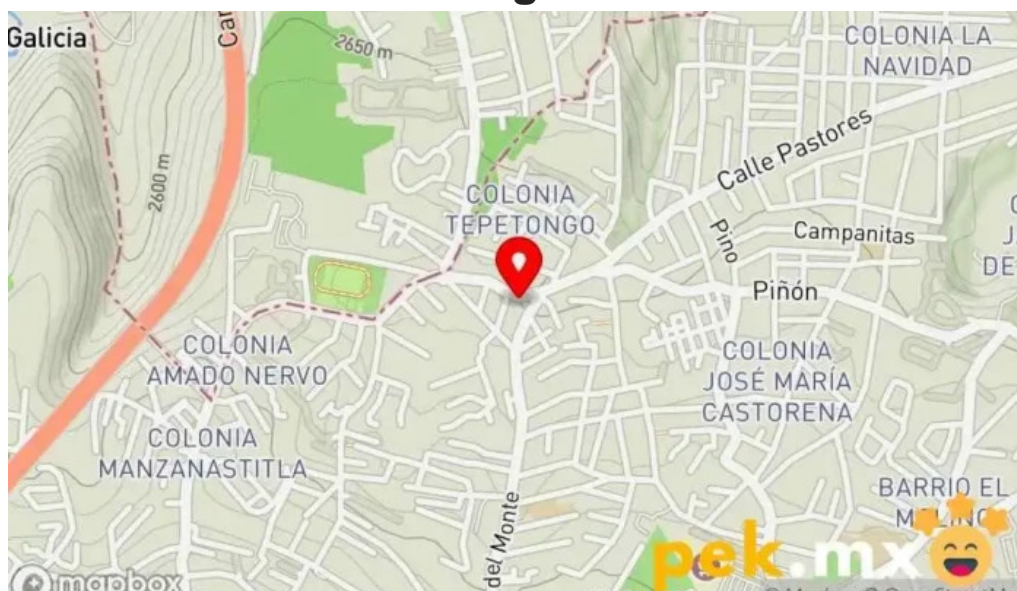 Galicia
2650 m
COLONIA LA
NAVIDAD
Calle Pastores
2600 m
COLONIA
TEPETONGO
Pino
Campanitas
Piñón
COLONIA
AMADO NERVO
COLONIA
JOSÉ MARÍA
CASTORENA
COLONIA
MANZANASTITLA
BARRIO EL
MOLINO
del Monte
pek.mx
mapbox